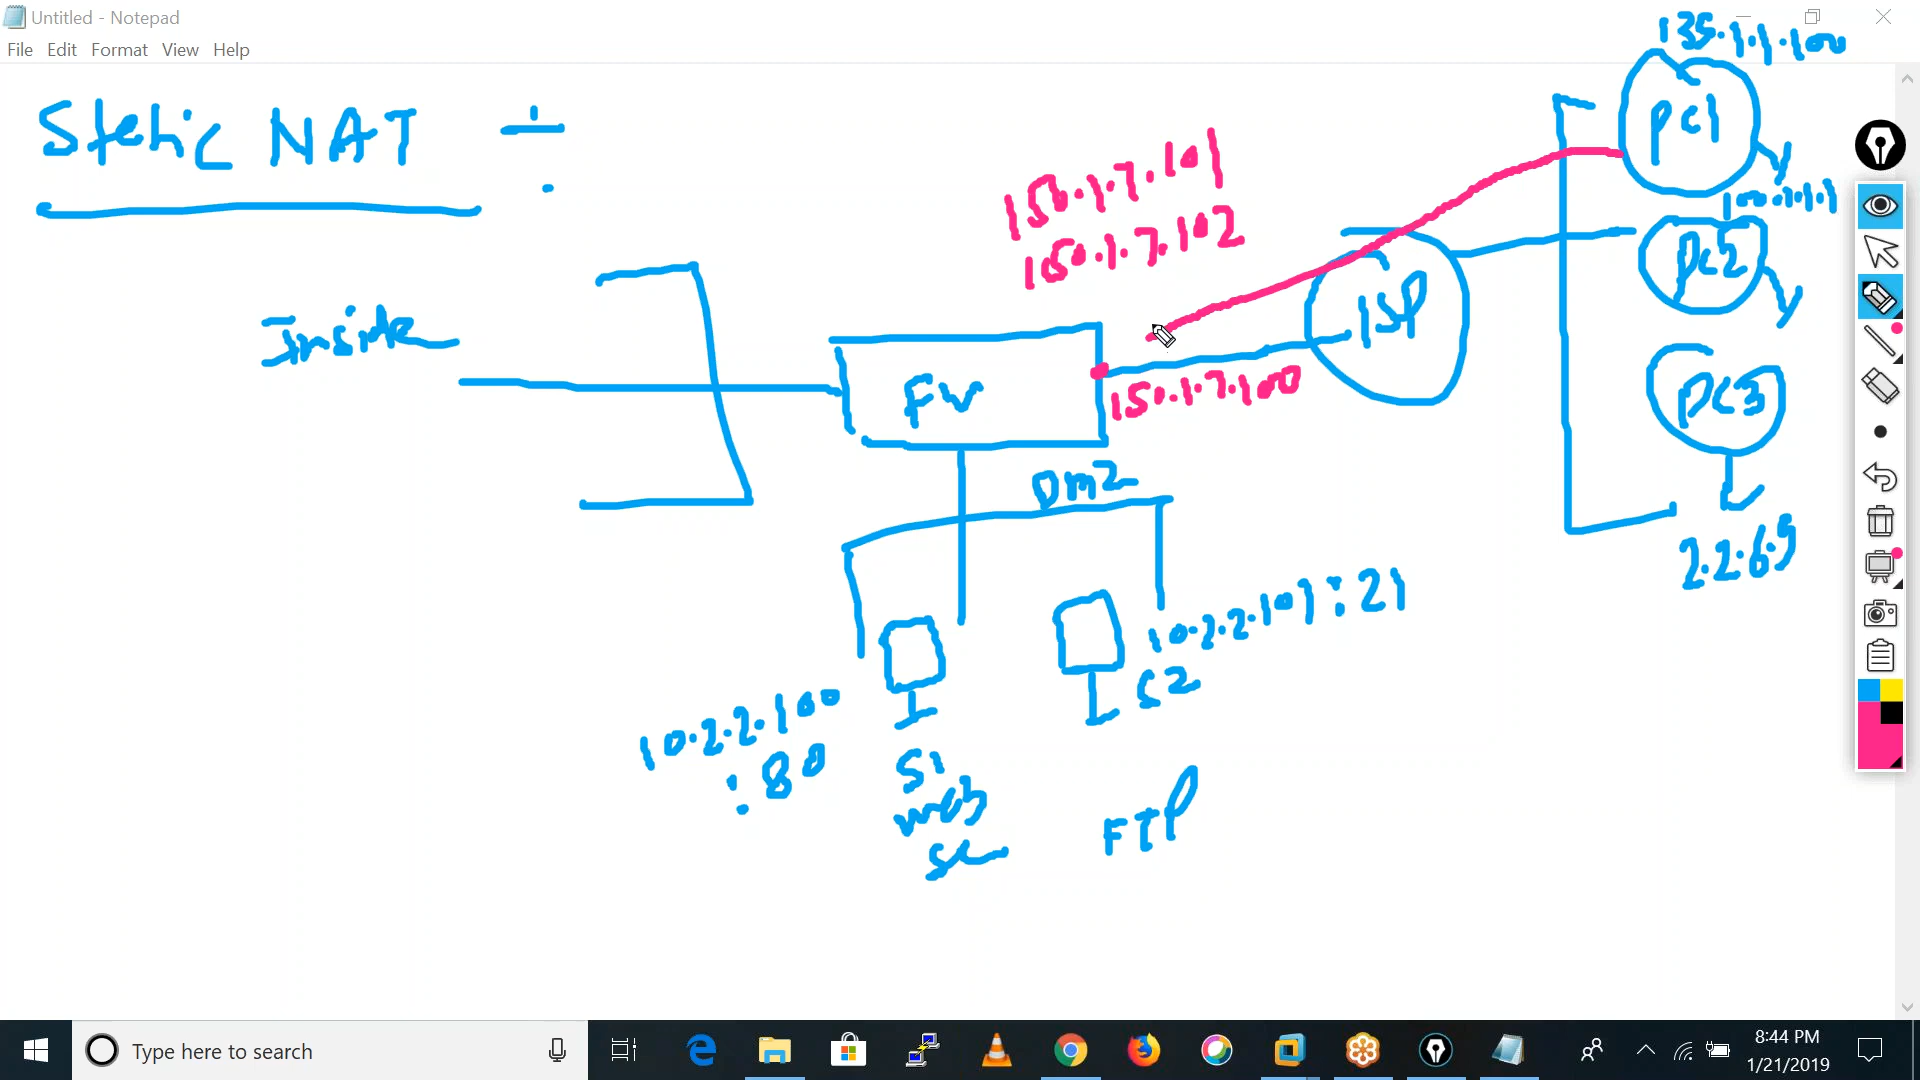 Untitled - Notepad
File Edit Format View Help
Static NAT
135.1.1.100
PC1
100.1.1.1
PC2
PC3
2.2.6.9
150.1.7.101
150.1.7.102
ISP
Inside
FW
150.1.7.100
DMZ
10.2.2.101:21
S2
10.2.2.100
:80
S1
web
FTP
Type here to search
8:44 PM
1/21/2019